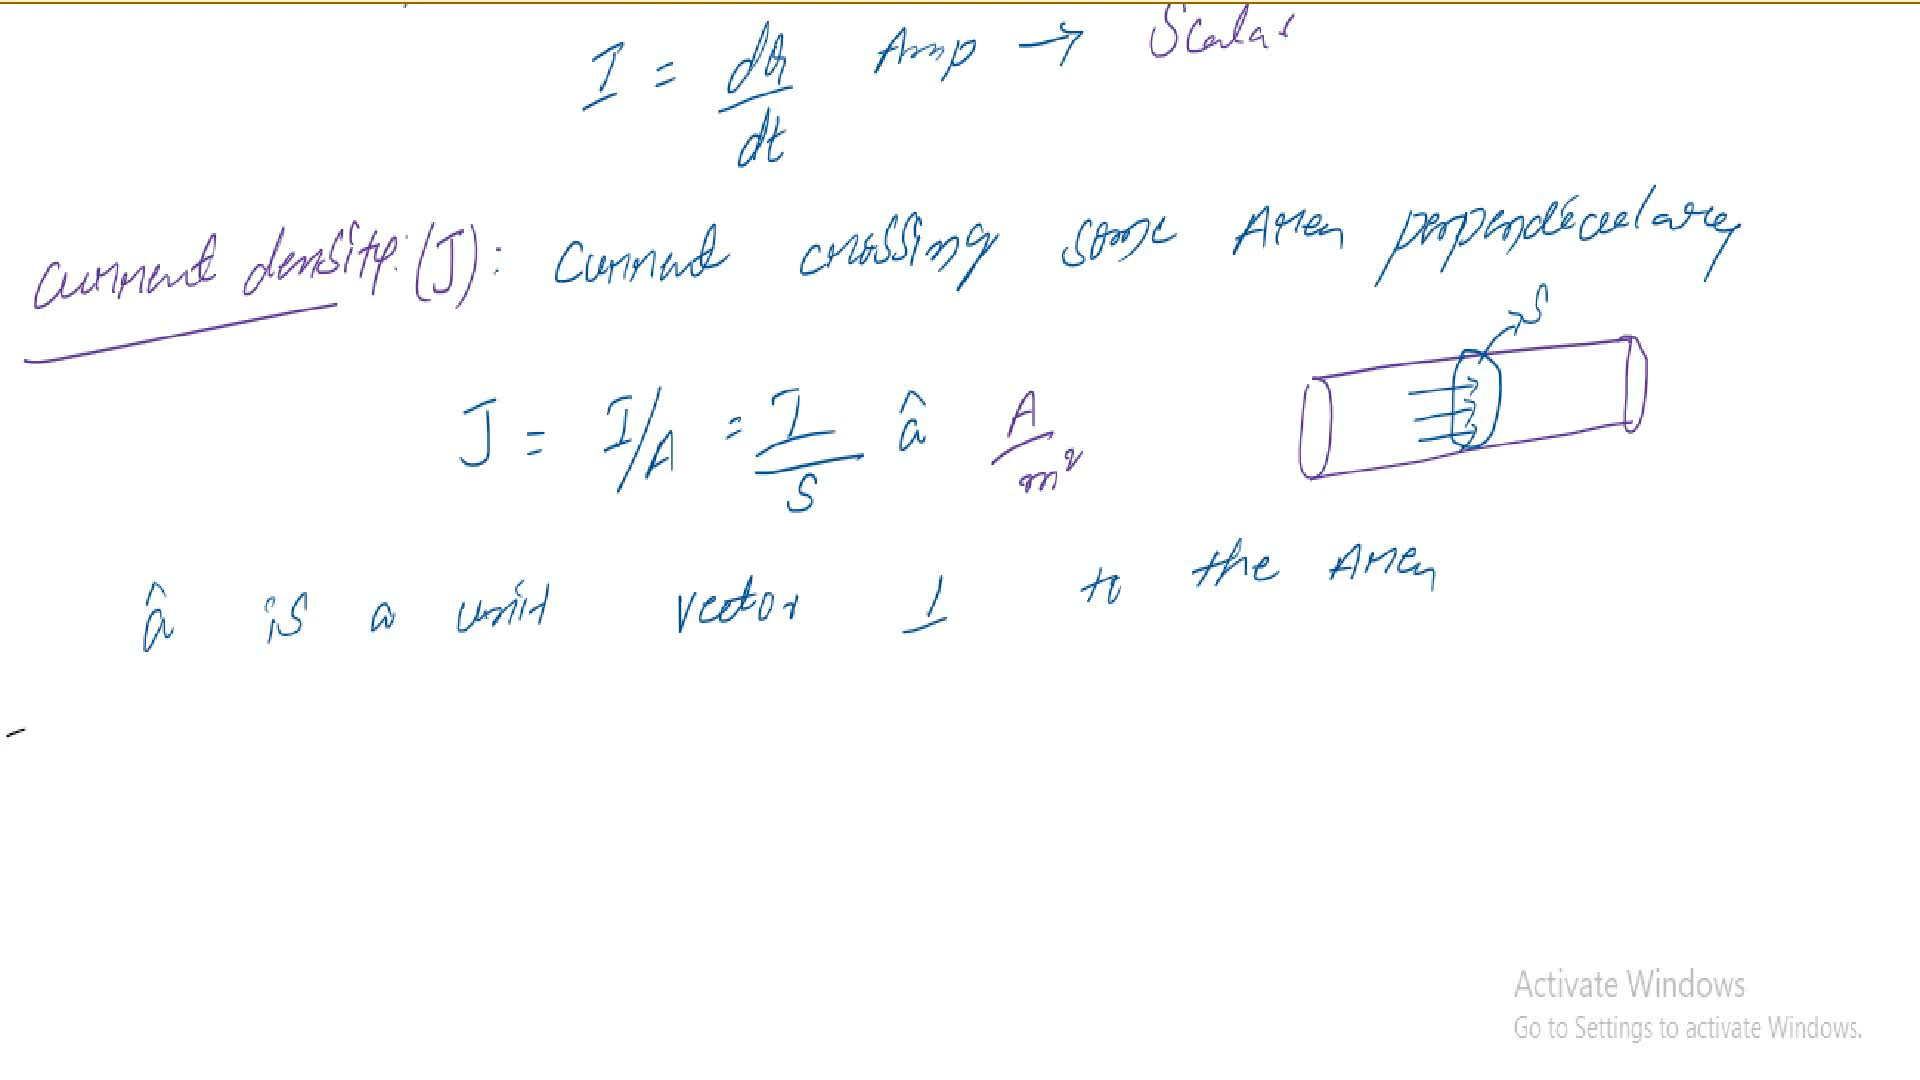 I = dQ/dt Amp → Scalar
Current density: (J): Current crossing some Area perpendicularly
S
J = I/A = I/S â A/m²
â is a unit vector ⊥ to the Area
Activate Windows
Go to Settings to activate Windows.